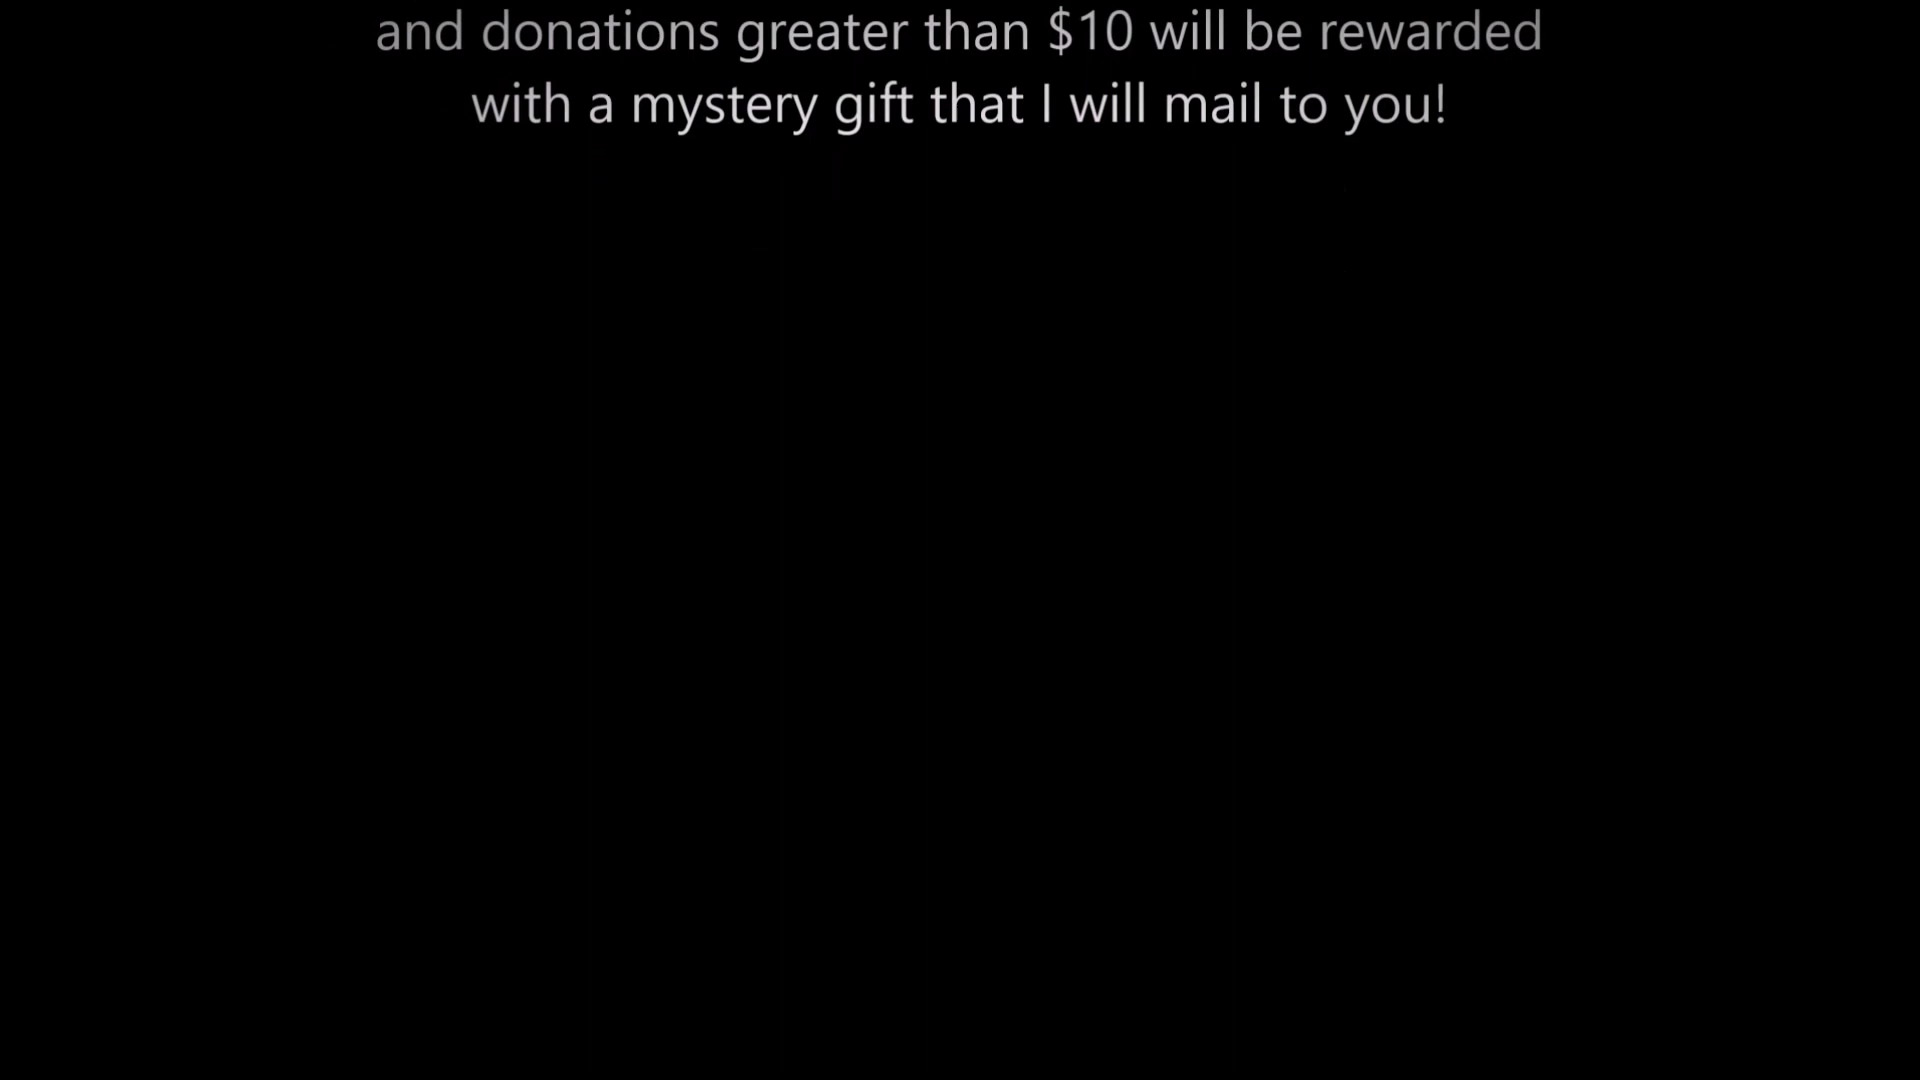 and donations greater than $10 will be rewarded
with a mystery gift that I will mail to you!